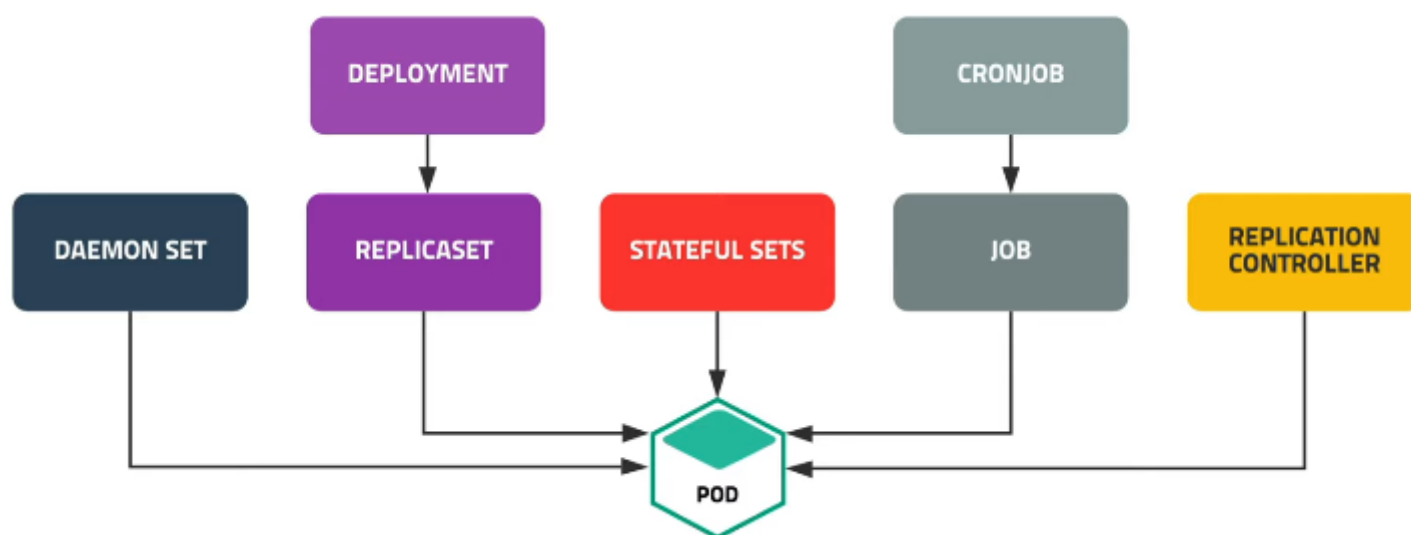 DEPLOYMENT
CRONJOB
DAEMON SET
REPLICASET
STATEFUL SETS
JOB
REPLICATION
CONTROLLER
POD